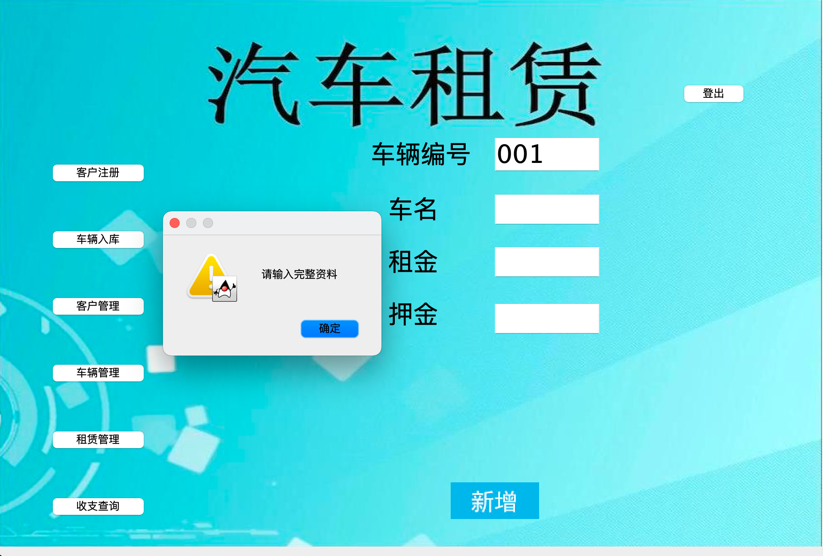 汽车租赁
登出
车辆编号 001
客户注册
车名
车辆入库
租金
请输入完整资料
客户管理
押金
确定
车辆管理
租赁管理
新增
收支查询